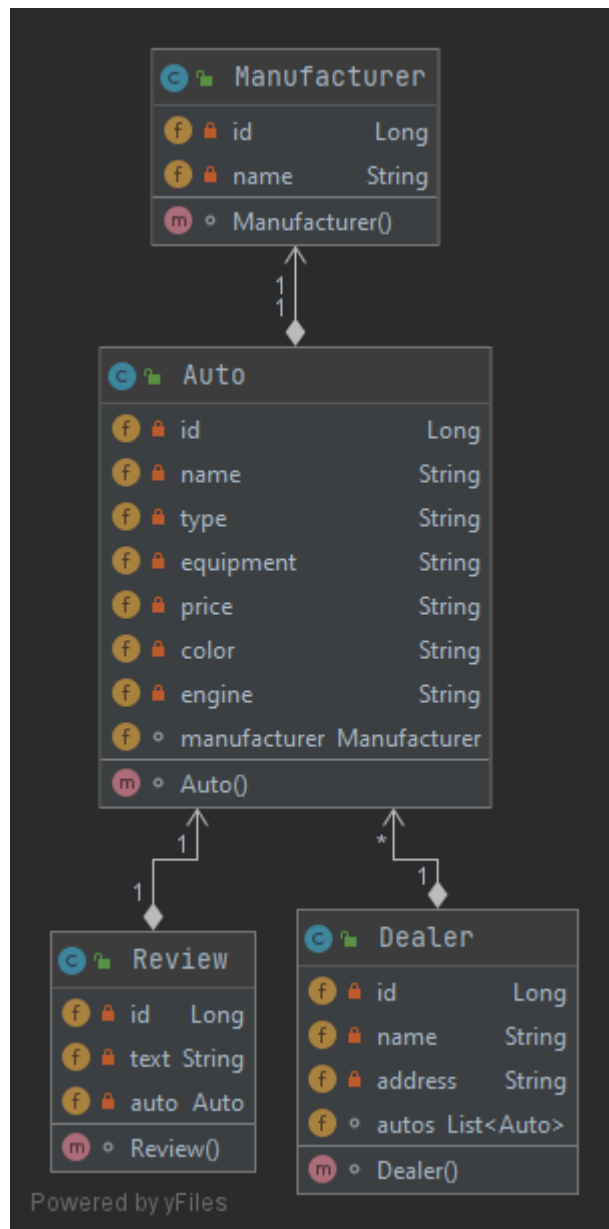 Manufacturer
id Long
name String
Manufacturer()
1
1
Auto
id Long
name String
type String
equipment String
price String
color String
engine String
manufacturer Manufacturer
Auto()
1
*
1
1
Review
id Long
text String
auto Auto
Review()
Dealer
id Long
name String
address String
autos List<Auto>
Dealer()
Powered by yFiles